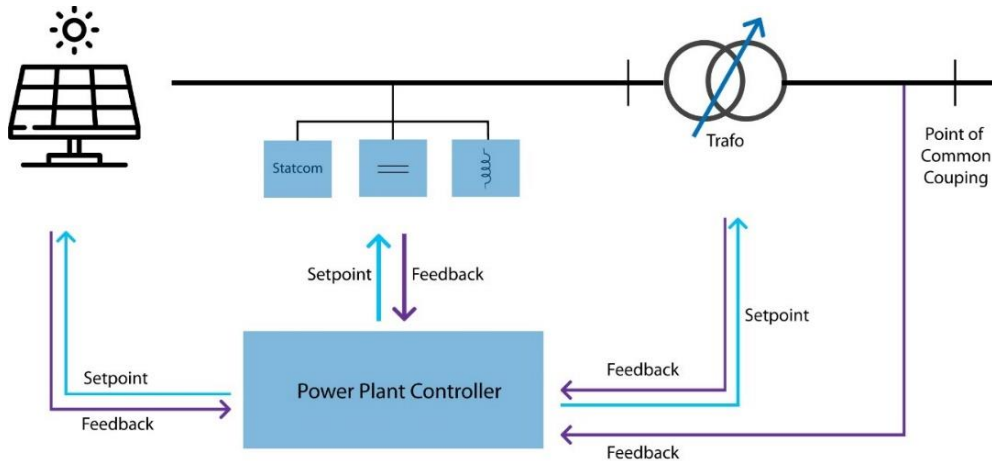 Statcom
Trafo
Point of
Common
Couping
Setpoint
Feedback
Setpoint
Feedback
Setpoint
Feedback
Power Plant Controller
Feedback
Feedback